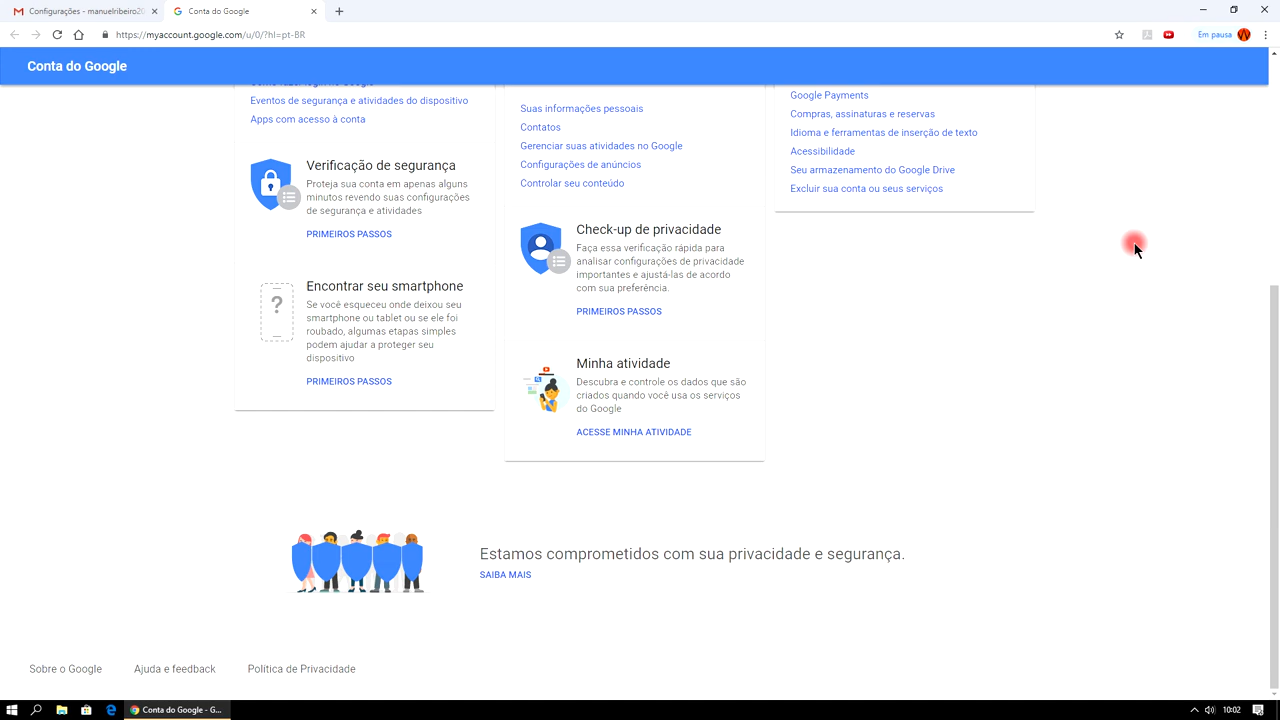 Configurações - manuelribeiro20
Conta do Google
https://myaccount.google.com/u/0/?hl=pt-BR
Em pausa
Conta do Google
Como fazer login no Google
Eventos de segurança e atividades do dispositivo
Apps com acesso à conta
Verificação de segurança
Proteja sua conta em apenas alguns
minutos revendo suas configurações
de segurança e atividades
PRIMEIROS PASSOS
Encontrar seu smartphone
Se você esqueceu onde deixou seu
smartphone ou tablet ou se ele foi
roubado, algumas etapas simples
podem ajudar a proteger seu
dispositivo
PRIMEIROS PASSOS
Suas informações pessoais
Contatos
Gerenciar suas atividades no Google
Configurações de anúncios
Controlar seu conteúdo
Check-up de privacidade
Faça essa verificação rápida para
analisar configurações de privacidade
importantes e ajustá-las de acordo
com sua preferência.
PRIMEIROS PASSOS
Minha atividade
Descubra e controle os dados que são
criados quando você usa os serviços
do Google
ACESSE MINHA ATIVIDADE
Google Payments
Compras, assinaturas e reservas
Idioma e ferramentas de inserção de texto
Acessibilidade
Seu armazenamento do Google Drive
Excluir sua conta ou seus serviços
Estamos comprometidos com sua privacidade e segurança.
SAIBA MAIS
Sobre o Google
Ajuda e feedback
Política de Privacidade
Conta do Google - G...
10:02